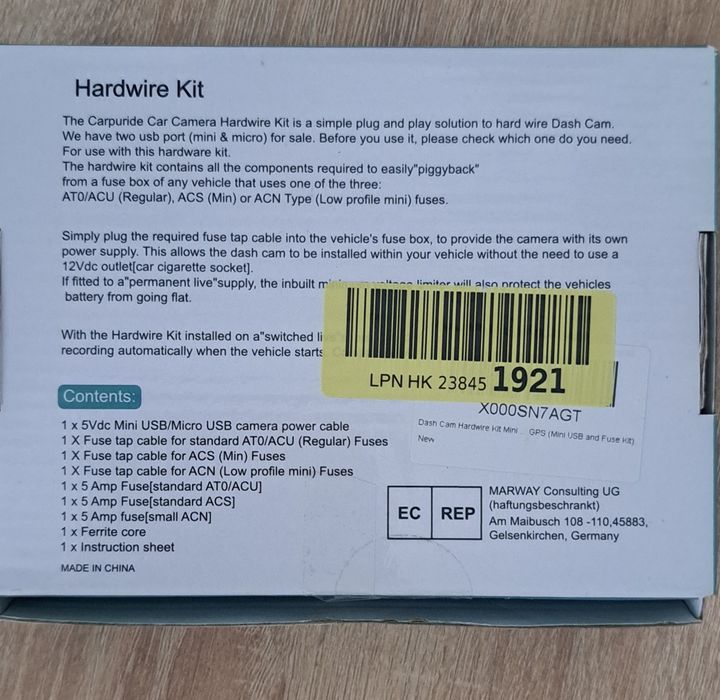 Hardwire Kit
The Carpuride Car Camera Hardwire Kit is a simple plug and play solution to hard wire Dash Cam.
We have two usb port (mini & micro) for sale. Before you use it, please check which one do you need.
For use with this hardware kit.
The hardwire kit contains all the components required to easily"piggyback"
from a fuse box of any vehicle that uses one of the three:
AT0/ACU (Regular), ACS (Min) or ACN Type (Low profile mini) fuses.
Simply plug the required fuse tap cable into the vehicle's fuse box, to provide the camera with its own
power supply. This allows the dash cam to be installed within your vehicle without the need to use a
12Vdc outlet[car cigarette socket].
If fitted to a"permanent live"supply, the inbuilt limiter will also protect the vehicles
battery from going flat.
With the Hardwire Kit installed on a"switched
recording automatically when the vehicle starts
LPN HK 23845 1921
X000SN7AGT
Dash Cam Hardwire Kit Mini ... GPS (Mini USB and Fuse Kit)
New
Contents:
1 x 5Vdc Mini USB/Micro USB camera power cable
1 X Fuse tap cable for standard AT0/ACU (Regular) Fuses
1 X Fuse tap cable for ACS (Min) Fuses
1 X Fuse tap cable for ACN (Low profile mini) Fuses
1 x 5 Amp Fuse[standard AT0/ACU]
1 x 5 Amp Fuse[standard ACS]
1 x 5 Amp fuse[small ACN]
1 x Ferrite core
1 x Instruction sheet
MADE IN CHINA
EC REP
MARWAY Consulting UG
(haftungsbeschrankt)
Am Maibusch 108 -110,45883,
Gelsenkirchen, Germany